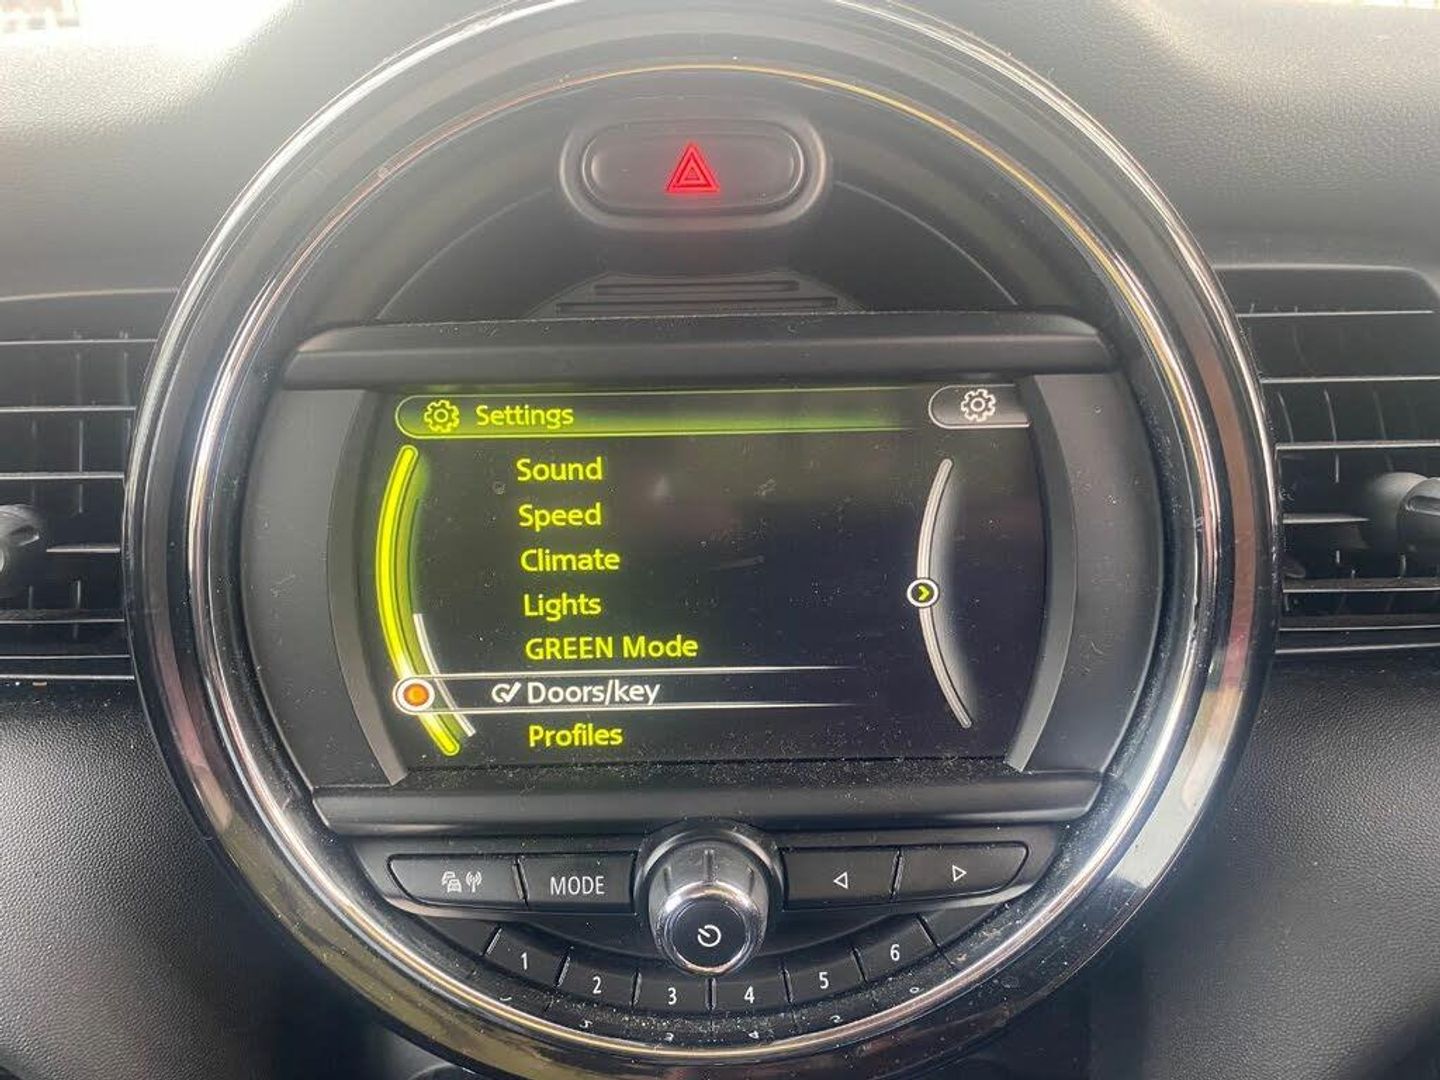 Settings
Sound
Speed
Climate
Lights
GREEN Mode
Doors/key
Profiles
MODE
1 2 3 4 5 6